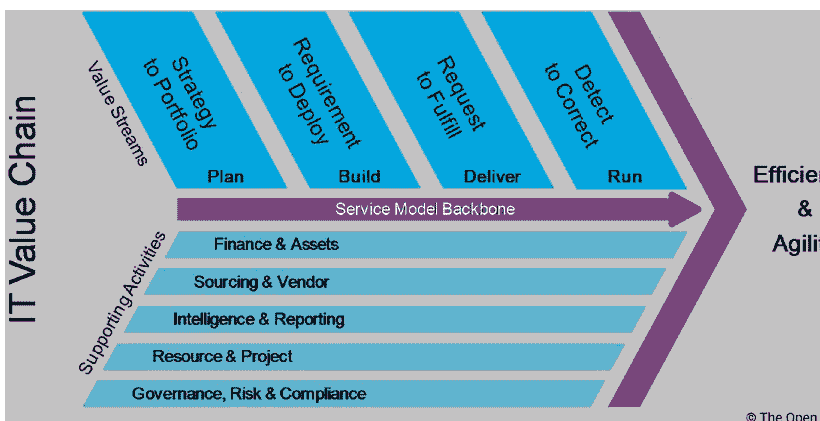 IT Value Chain
Value Streams
Strategy
to Portfolio
Plan
Requirement
to Deploy
Build
Request
to Fulfill
Deliver
Detect
to Correct
Run
Service Model Backbone
&
Supporting Activities
Finance & Assets
Sourcing & Vendor
Intelligence & Reporting
Resource & Project
Governance, Risk & Compliance
© The Open